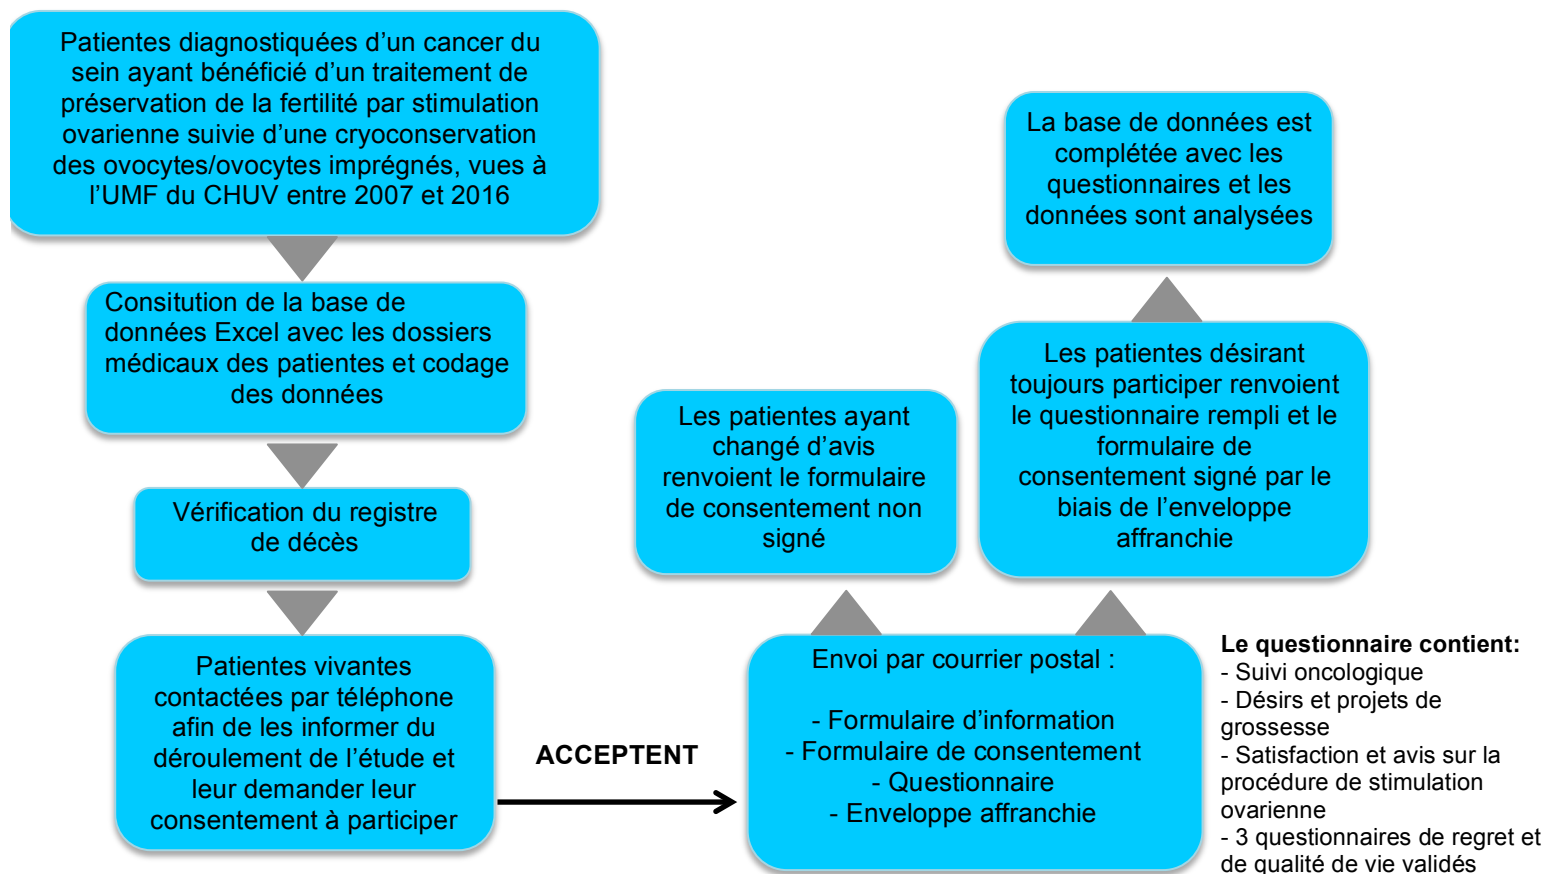 Patientes diagnostiquées d’un cancer du
sein ayant bénéficié d’un traitement de
préservation de la fertilité par stimulation
ovarienne suivie d’une cryoconservation
des ovocytes/ovocytes imprégnés, vues à
l’UMF du CHUV entre 2007 et 2016
Consitution de la base de
données Excel avec les dossiers
médicaux des patientes et codage
des données
Vérification du registre
de décès
Patientes vivantes
contactées par téléphone
afin de les informer du
déroulement de l’étude et
leur demander leur
consentement à participer
ACCEPTENT
Envoi par courrier postal :
- Formulaire d’information
- Formulaire de consentement
- Questionnaire
- Enveloppe affranchie
Le questionnaire contient:
- Suivi oncologique
- Désirs et projets de
grossesse
- Satisfaction et avis sur la
procédure de stimulation
ovarienne
- 3 questionnaires de regret et
de qualité de vie validés
Les patientes ayant
changé d’avis
renvoient le formulaire
de consentement non
signé
Les patientes désirant
toujours participer renvoient
le questionnaire rempli et le
formulaire de
consentement signé par le
biais de l’enveloppe
affranchie
La base de données est
complétée avec les
questionnaires et les
données sont analysées